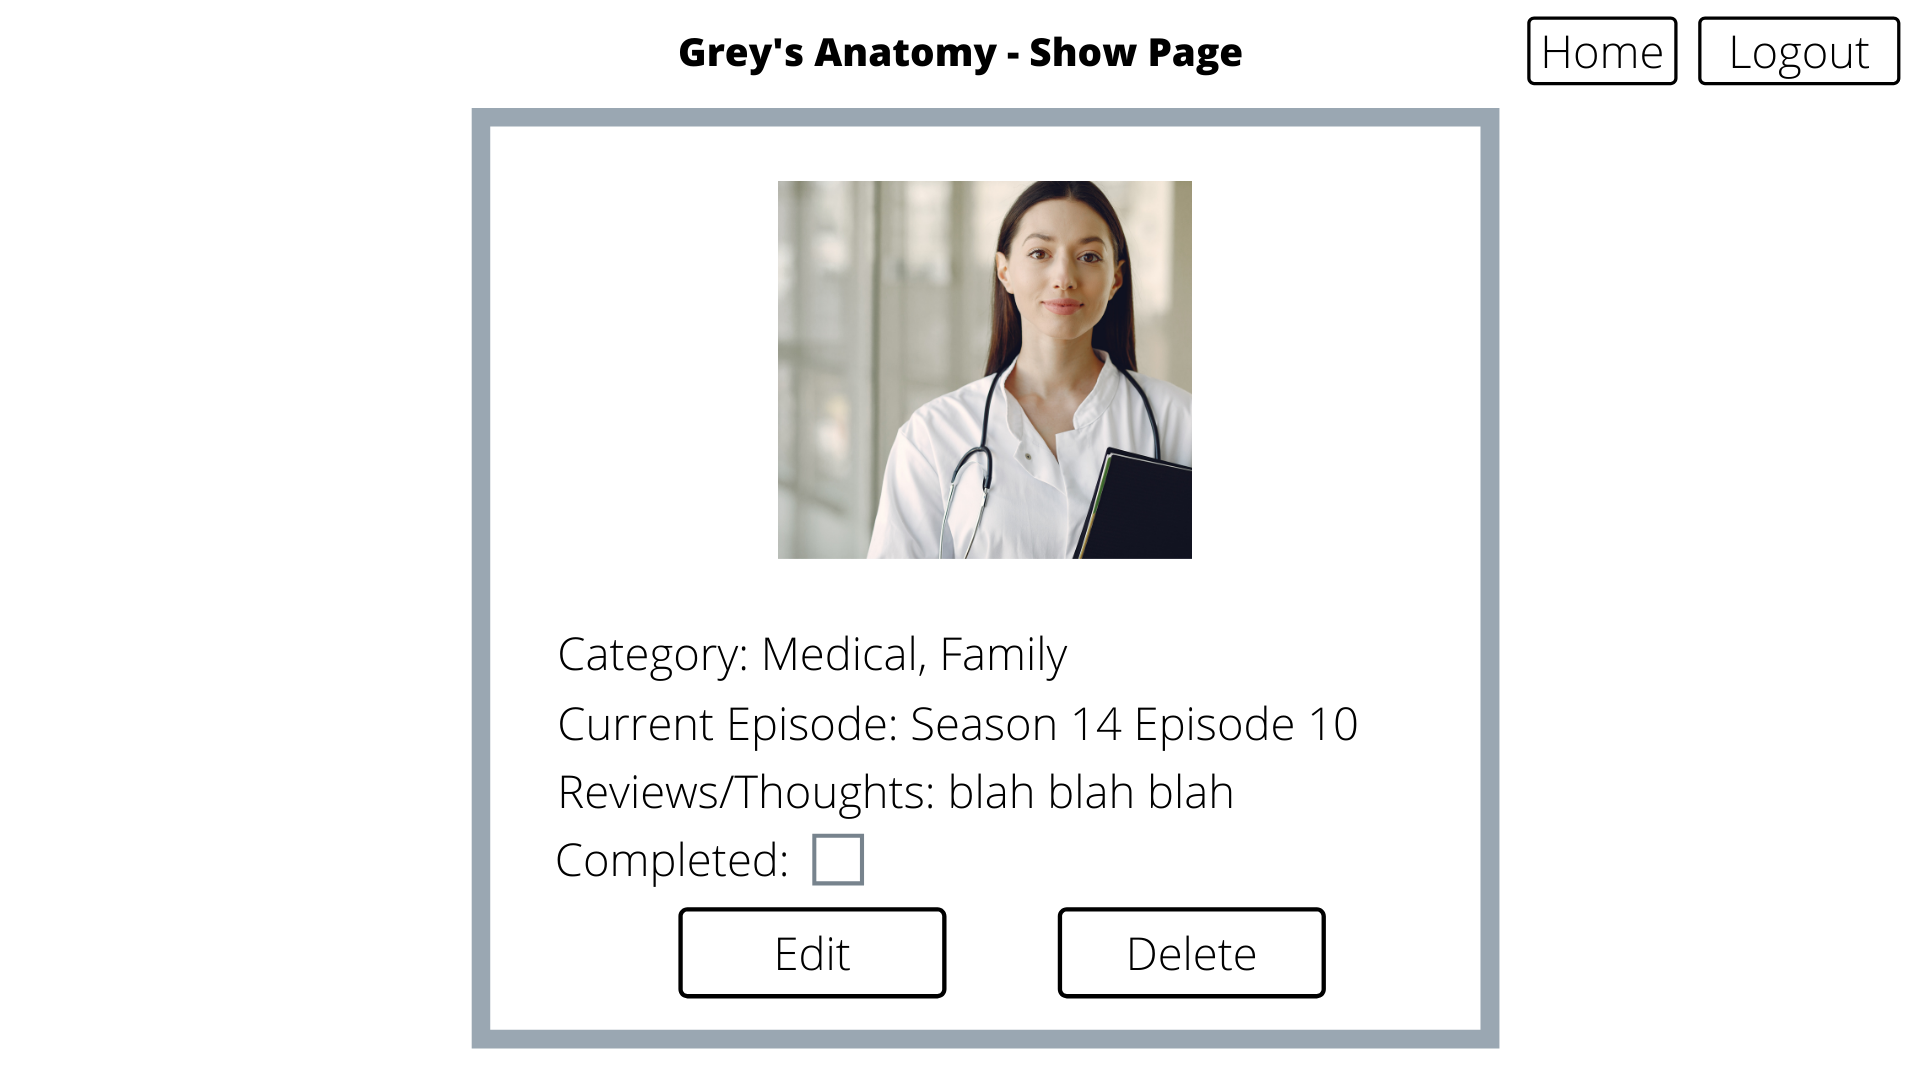 Grey's Anatomy - Show Page
Home
Logout
Category: Medical, Family
Current Episode: Season 14 Episode 10
Reviews/Thoughts: blah blah blah
Completed:
Edit
Delete